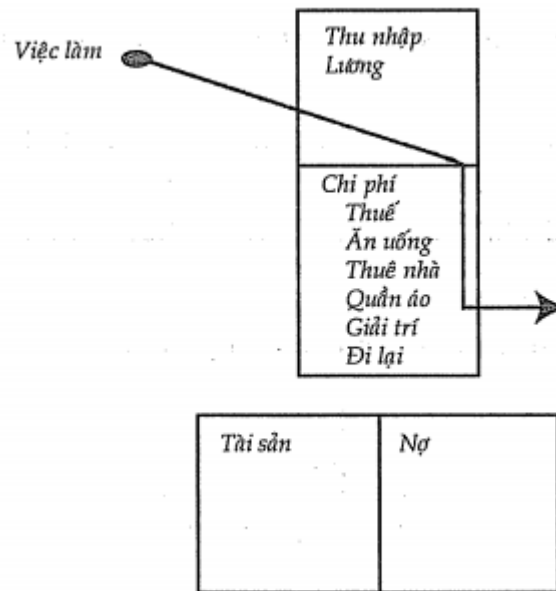 Việc làm
Thu nhập
Lương
Chi phí
Thuế
Ăn uống
Thuê nhà
Quần áo
Giải trí
Đi lại
Tài sản
Nợ